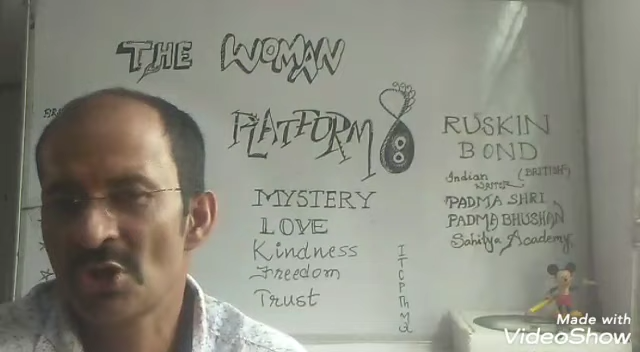 THE WOMAN
PLATFORM 8
MYSTERY
LOVE
Kindness
Freedom
Trust
RUSKIN
BOND
Indian (BRITISH)
WRITER
PADMA SHRI
PADMA BHUSHAN
Sahitya Academy
Made with
VideoShow